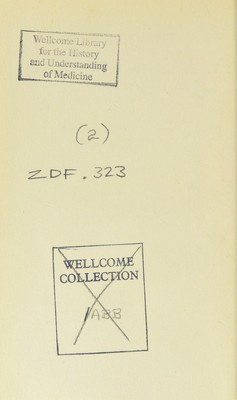 Wellcome Library
for the History
and Understanding
of Medicine
(2)
ZDF.323
WELLCOME
COLLECTION
/ABB